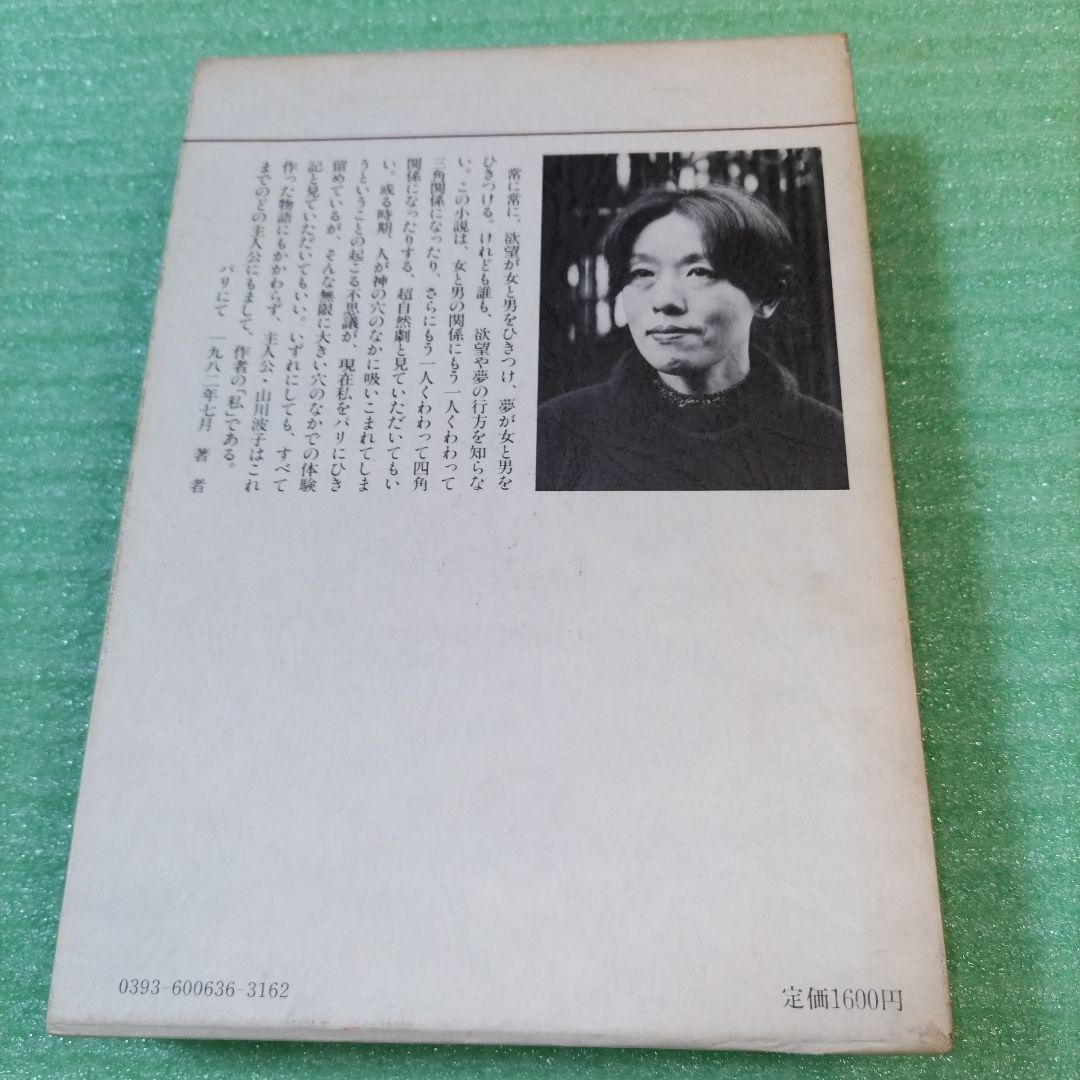 常に常に、欲望が女と男をひきつけ、夢が女と男を
ひきつける。けれども誰も、欲望や夢の行方を知らな
い。この小説は、女と男の関係にもう一人くわわって
三角関係になったり、さらにもう一人くわわって四角
関係になったりする、超自然劇と見ていただいてもい
い。或る時期、人が神の穴のなかに吸いこまれてしま
うということの起こる不思議が、現在私をパリにひき
留めているが、そんな無限に大きい穴のなかでの体験
記と見ていただいてもいい。いずれにしても、すべて
作った物語にもかかわらず、主人公・山川波子はこれ
までのどの主人公にもまして、作者の「私」である。
パリにて 一九八二年七月 著者
0393-600636-3162
定価1600円